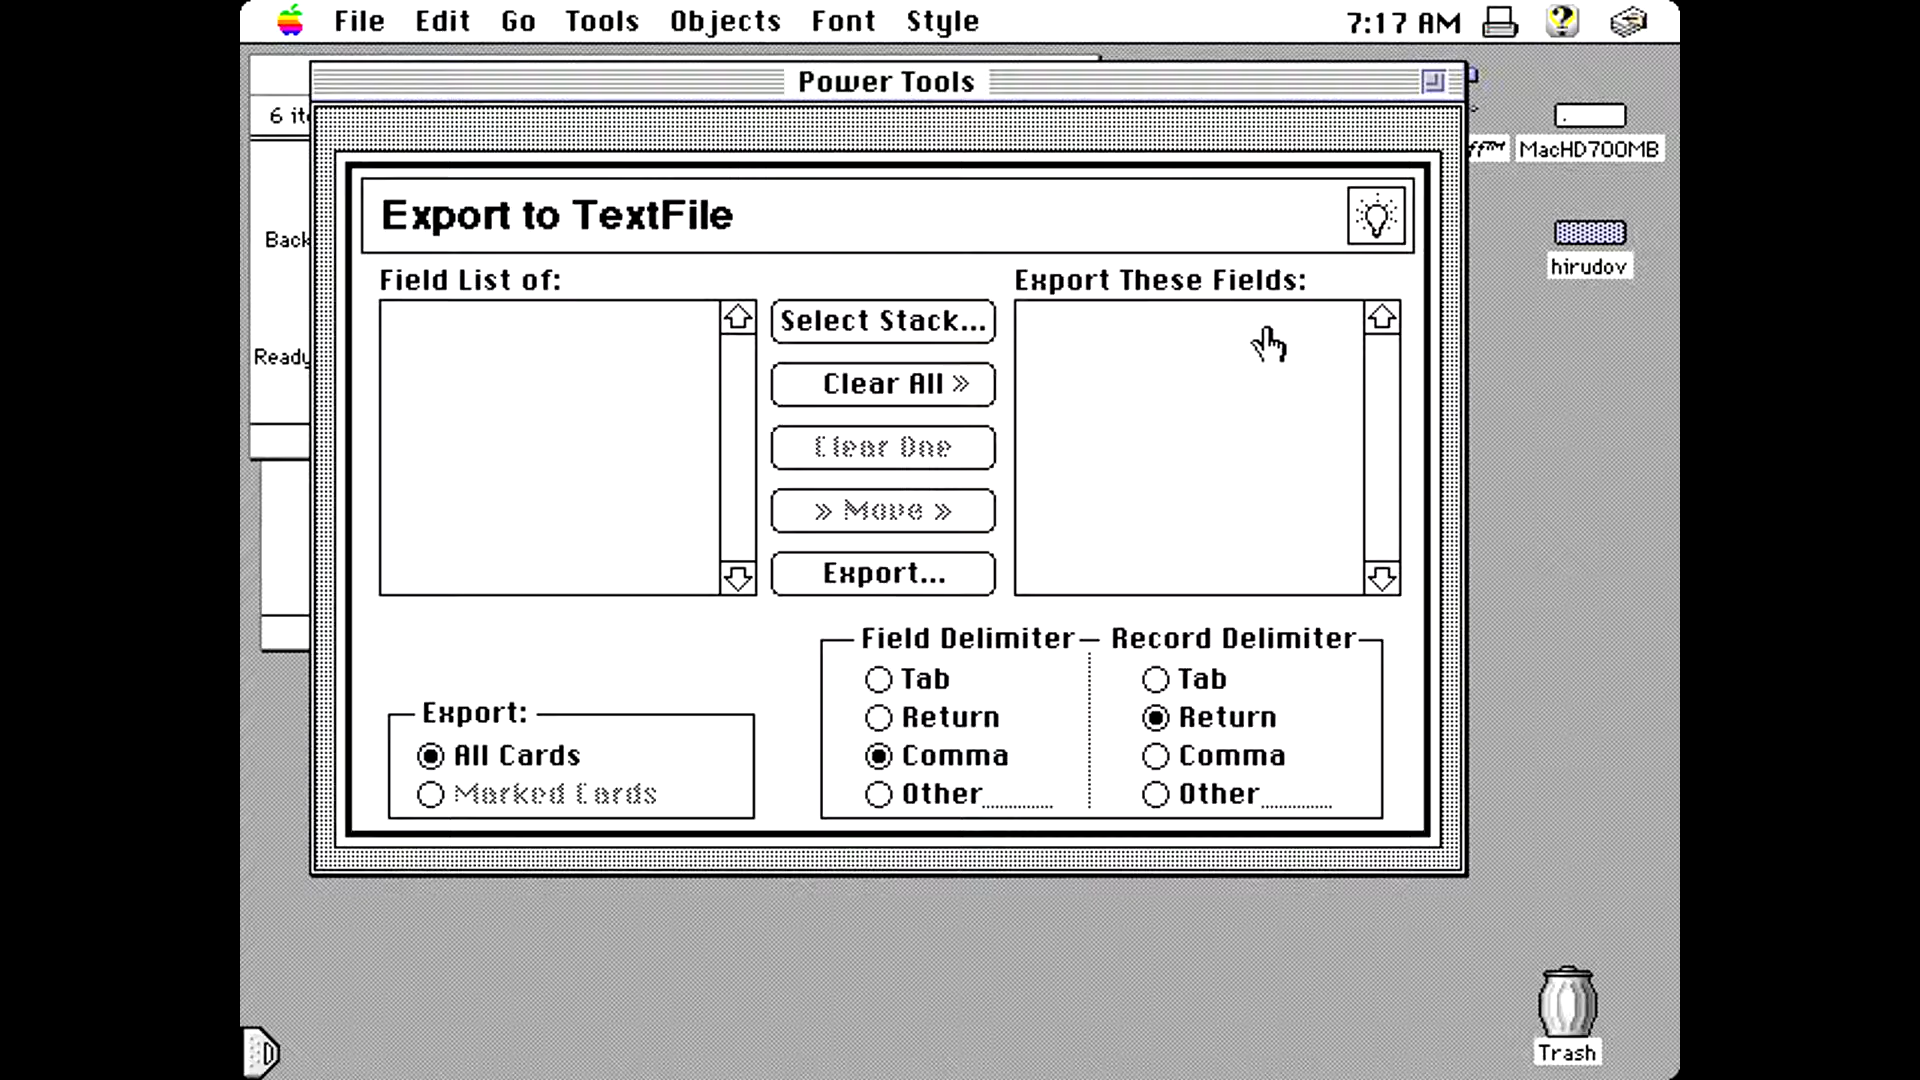 File Edit Go Tools Objects Font Style 7:17 AM
Power Tools
6
MacHD700MB
Export to TextFile
Back
hirudov
Field List of:
Export These Fields:
Select Stack...
Ready
Clear All »
Clear One
» Move »
Export...
Field Delimiter
Record Delimiter
Tab
Tab
Return
Return
Export:
All Cards
Comma
Comma
Marked Cards
Other
Other
Trash